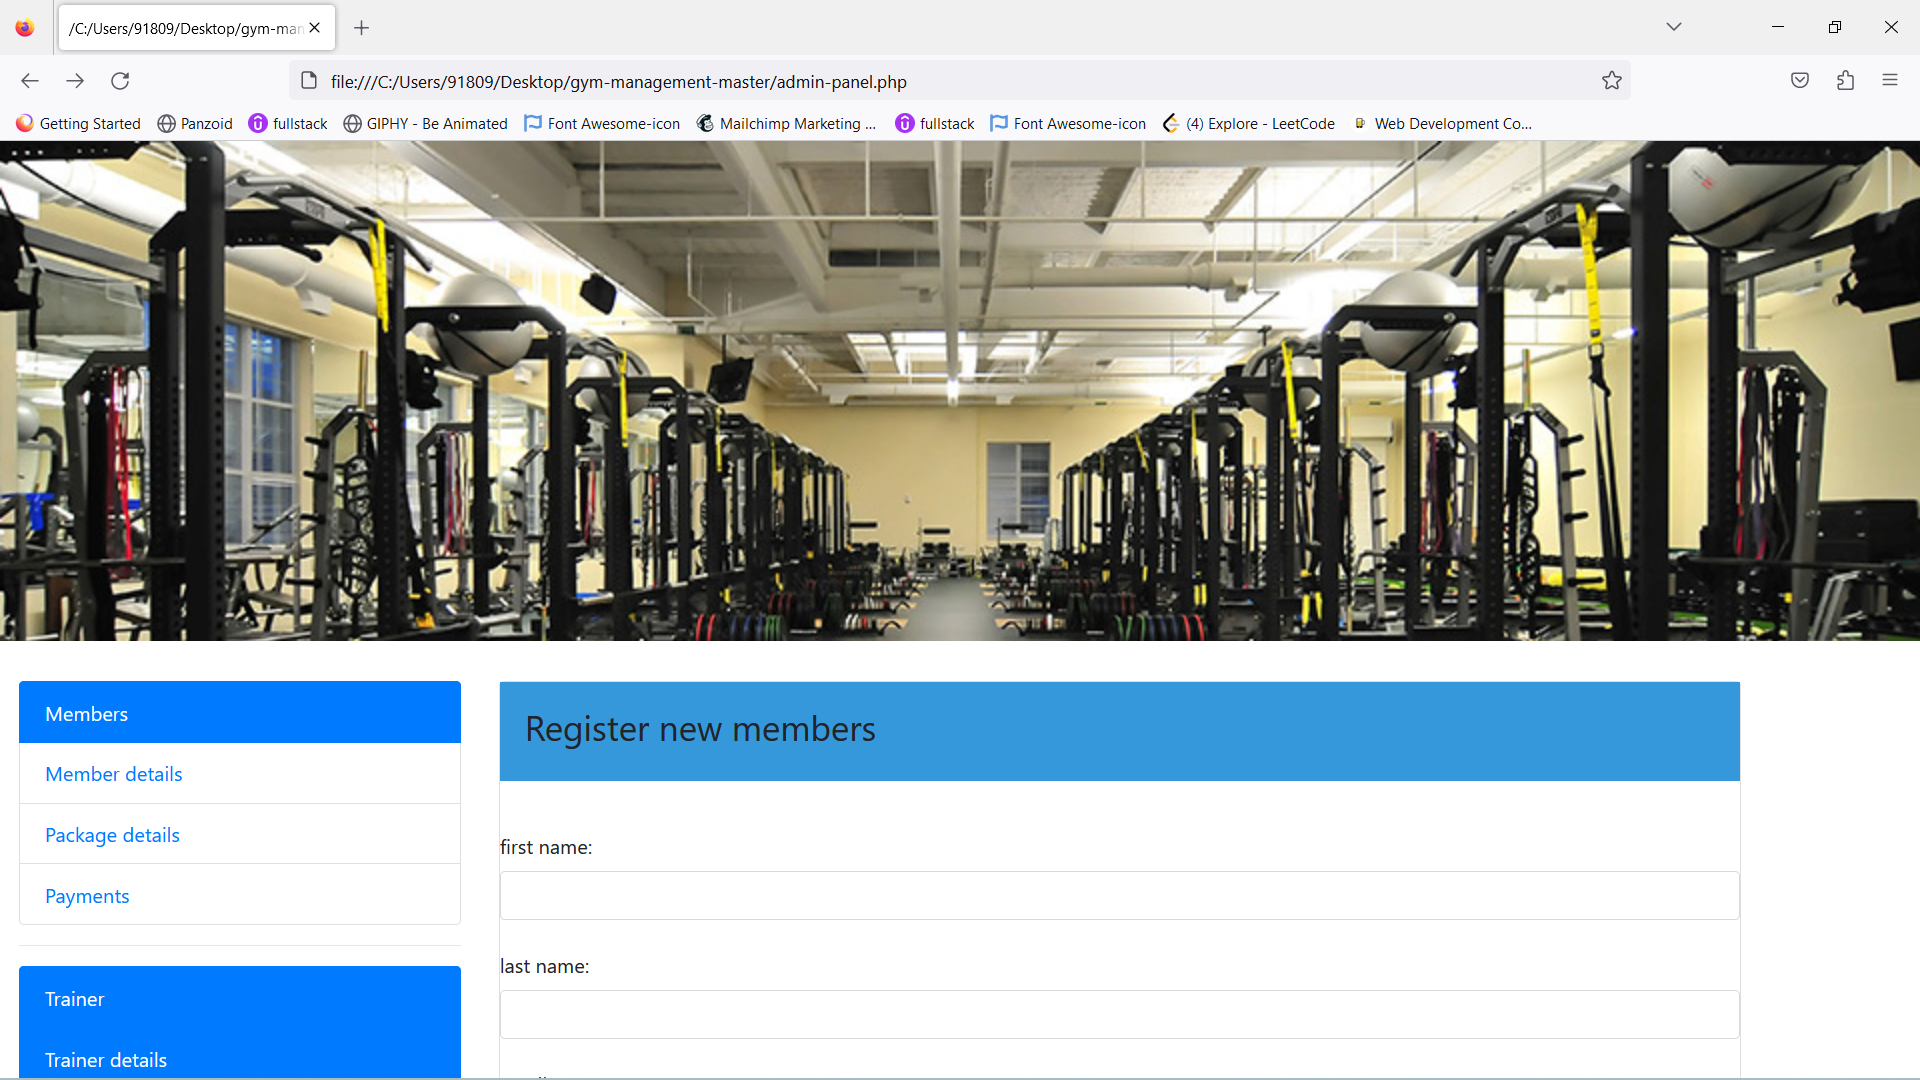 /C:/Users/91809/Desktop/gym-man
file:///C:/Users/91809/Desktop/gym-management-master/admin-panel.php
Getting Started Panzoid fullstack GIPHY - Be Animated Font Awesome-icon Mailchimp Marketing ... fullstack Font Awesome-icon (4) Explore - LeetCode Web Development Co...
Members
Member details
Package details
Payments
Trainer
Trainer details
Register new members
first name:
last name: